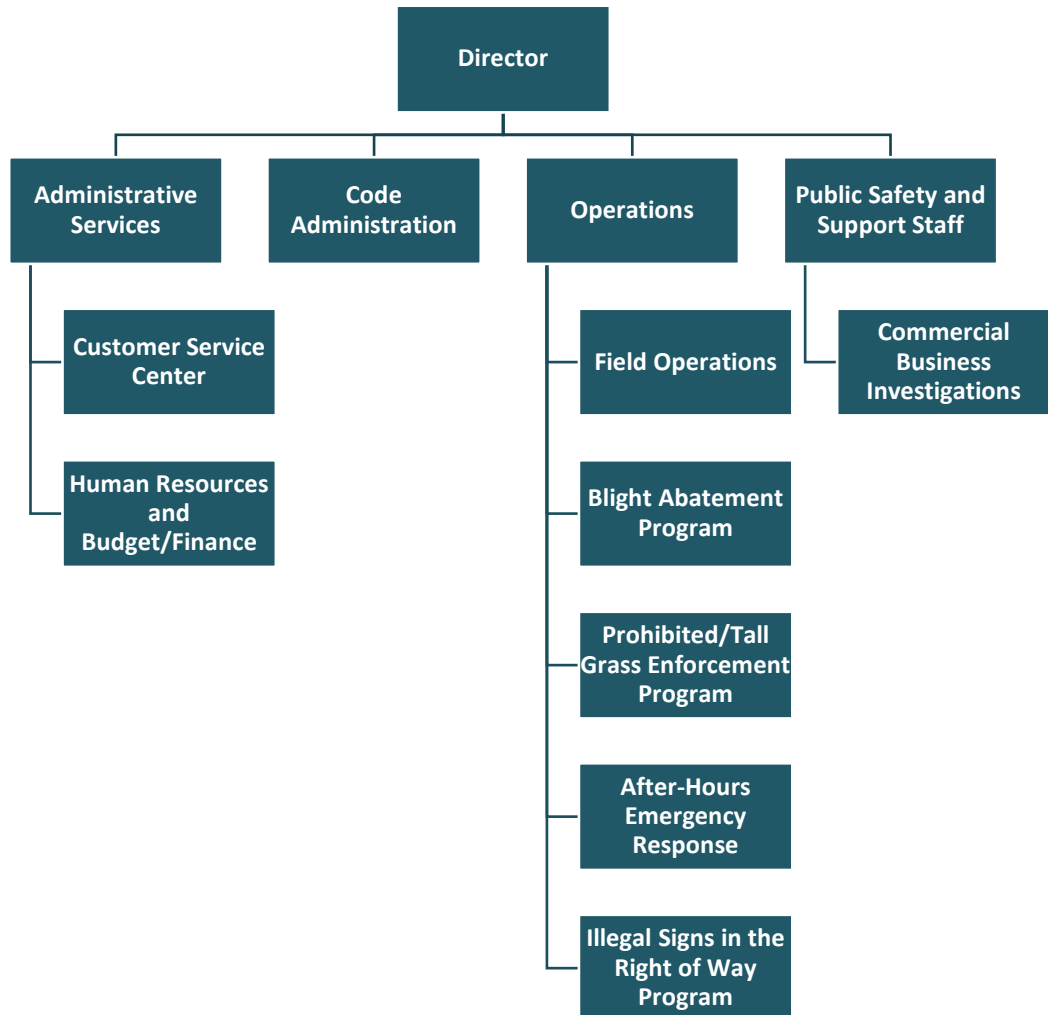 Director
Administrative
Services
Code
Administration
Operations
Public Safety and
Support Staff
Customer Service
Center
Field Operations
Commercial
Business
Investigations
Human Resources
and
Budget/Finance
Blight Abatement
Program
Prohibited/Tall
Grass Enforcement
Program
After-Hours
Emergency
Response
Illegal Signs in the
Right of Way
Program